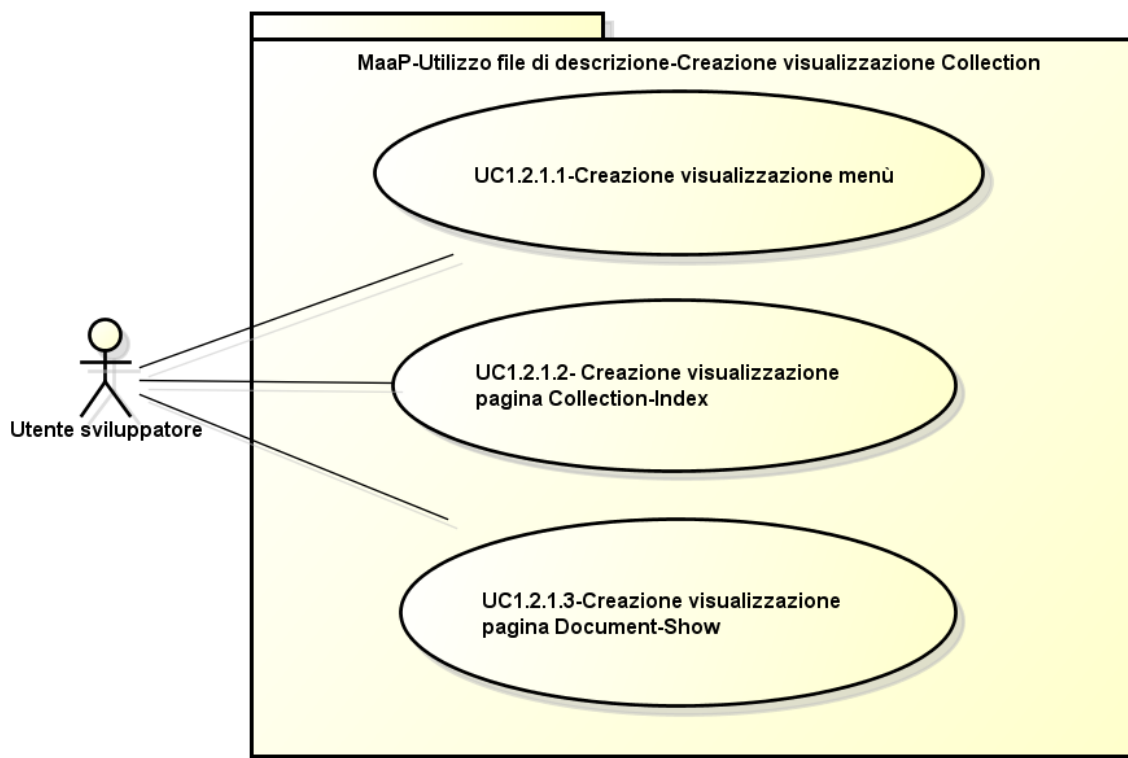 MaaP-Utilizzo file di descrizione-Creazione visualizzazione Collection
UC1.2.1.1-Creazione visualizzazione menù
UC1.2.1.2- Creazione visualizzazione
pagina Collection-Index
Utente sviluppatore
UC1.2.1.3-Creazione visualizzazione
pagina Document-Show